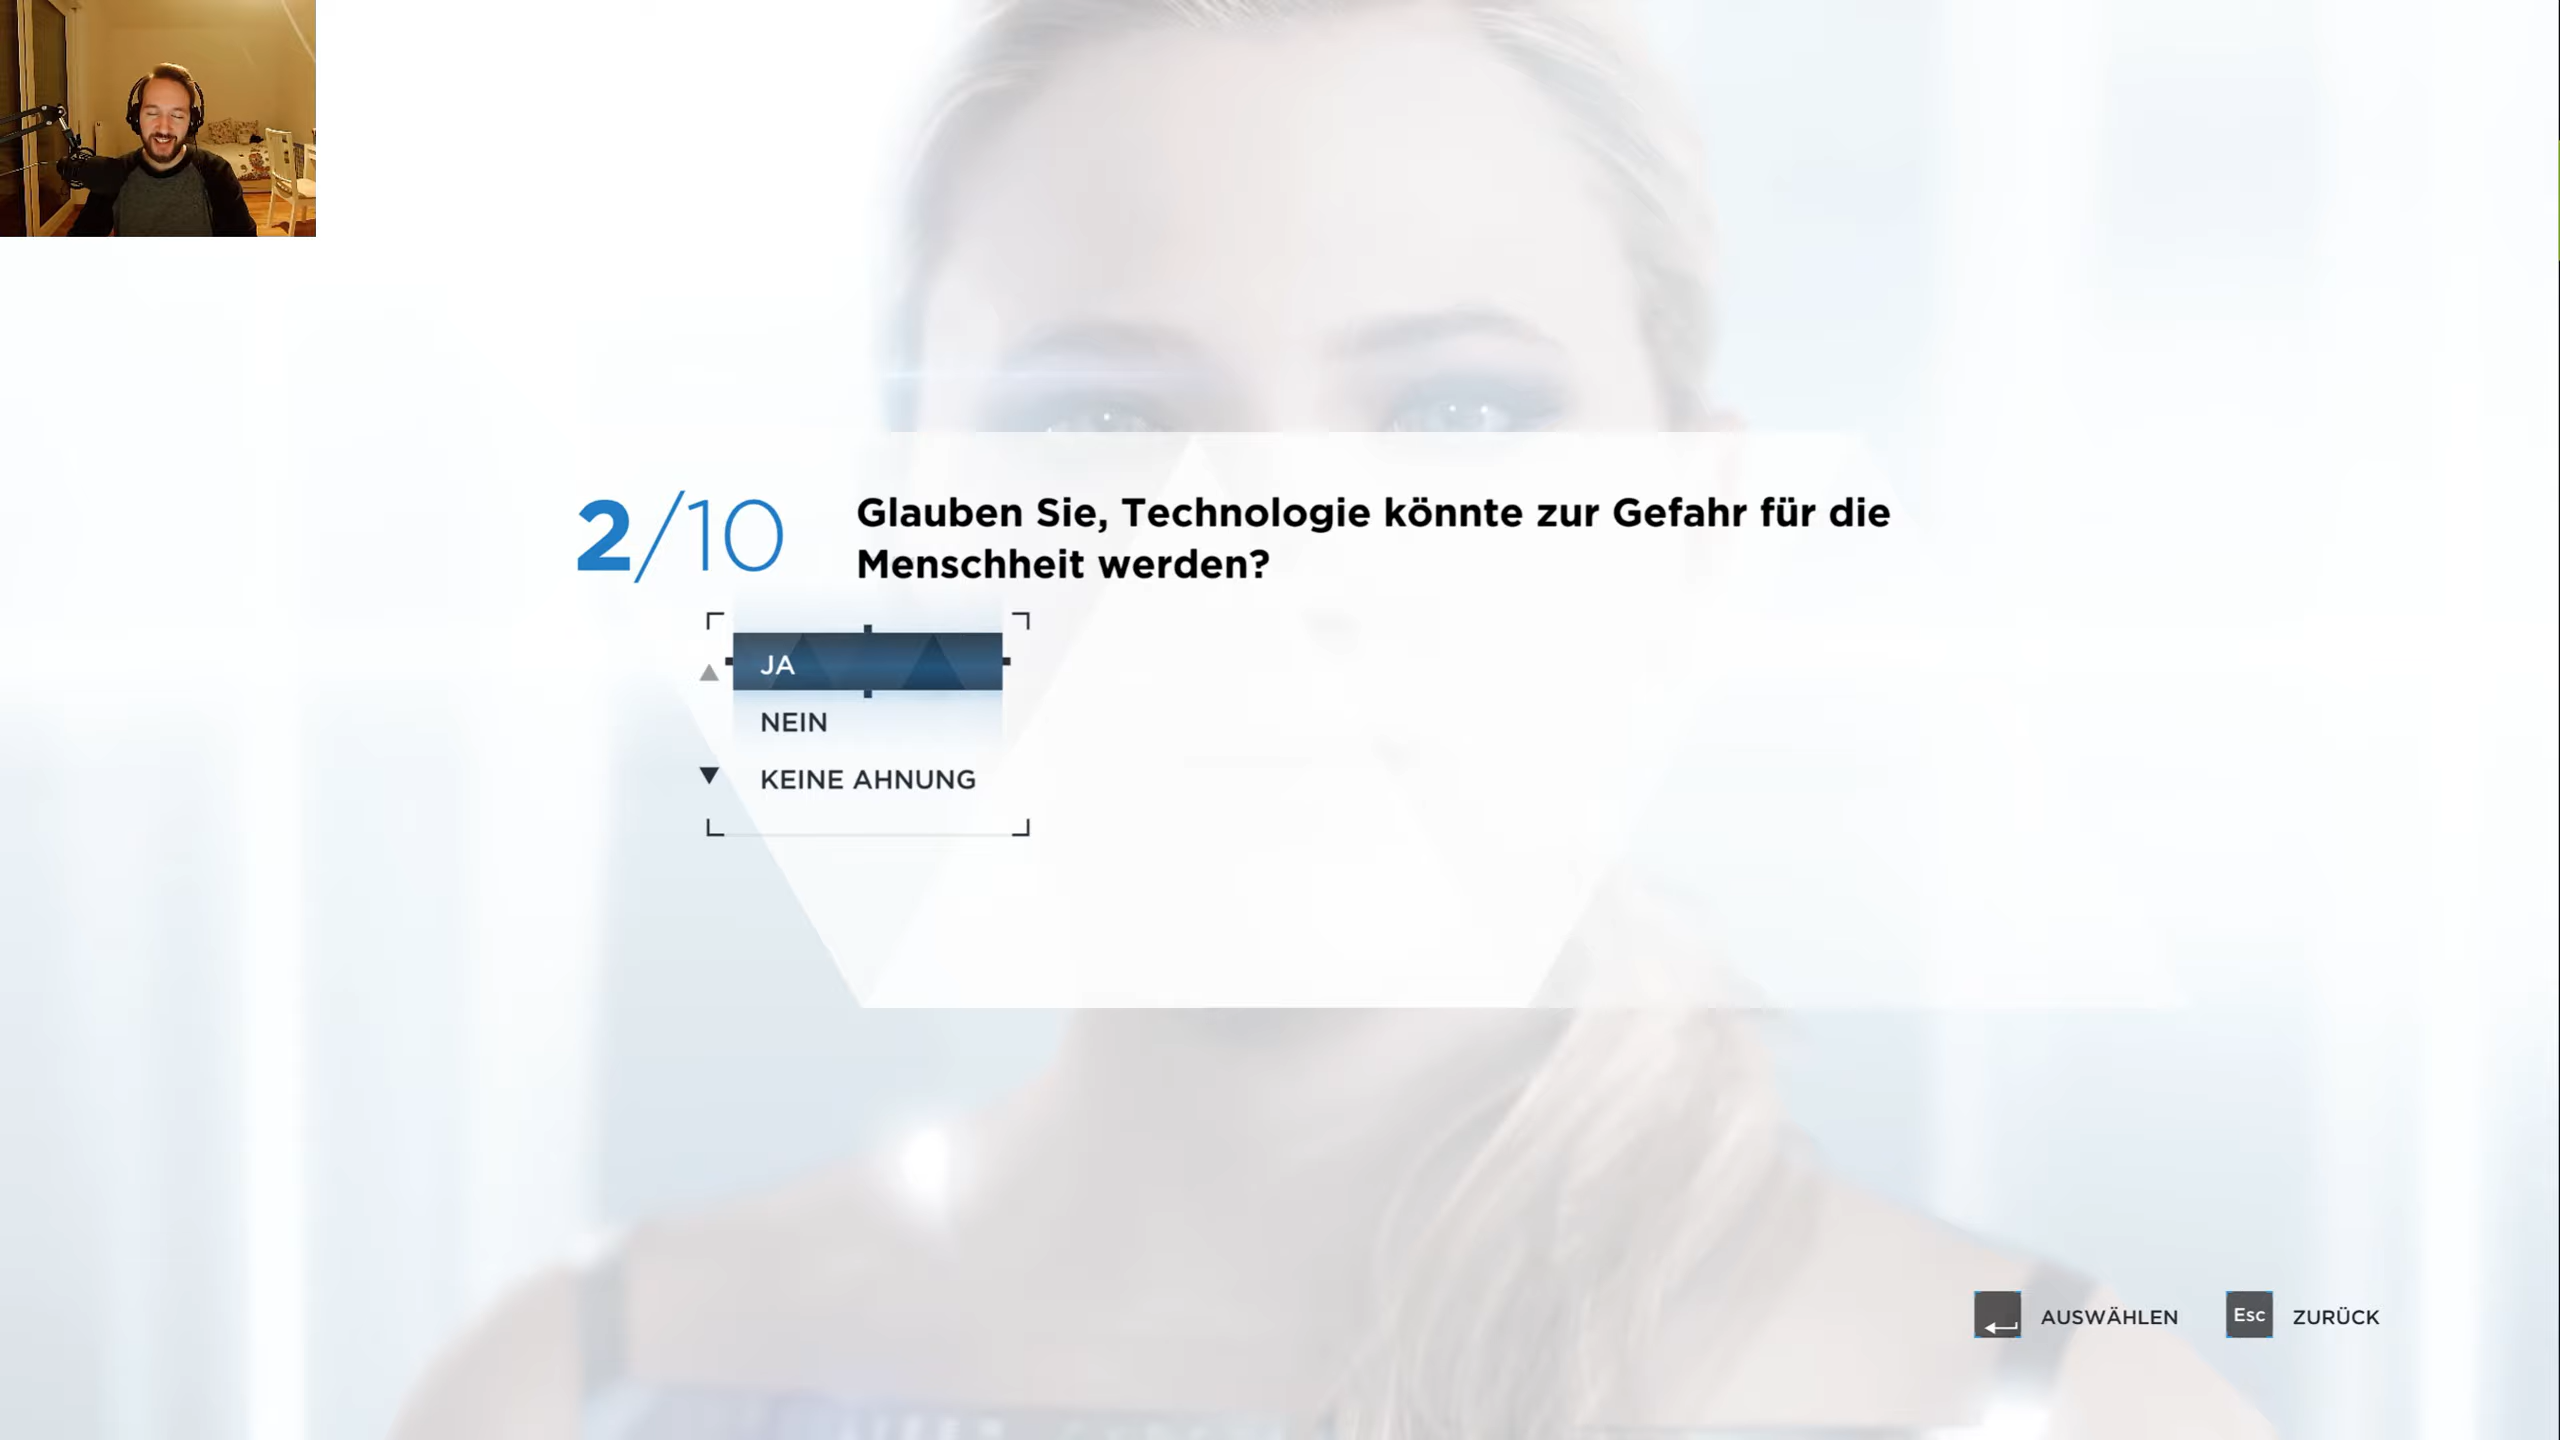 2/10
Glauben Sie, Technologie könnte zur Gefahr für die
Menschheit werden?
JA
NEIN
KEINE AHNUNG
AUSWÄHLEN
Esc ZURÜCK